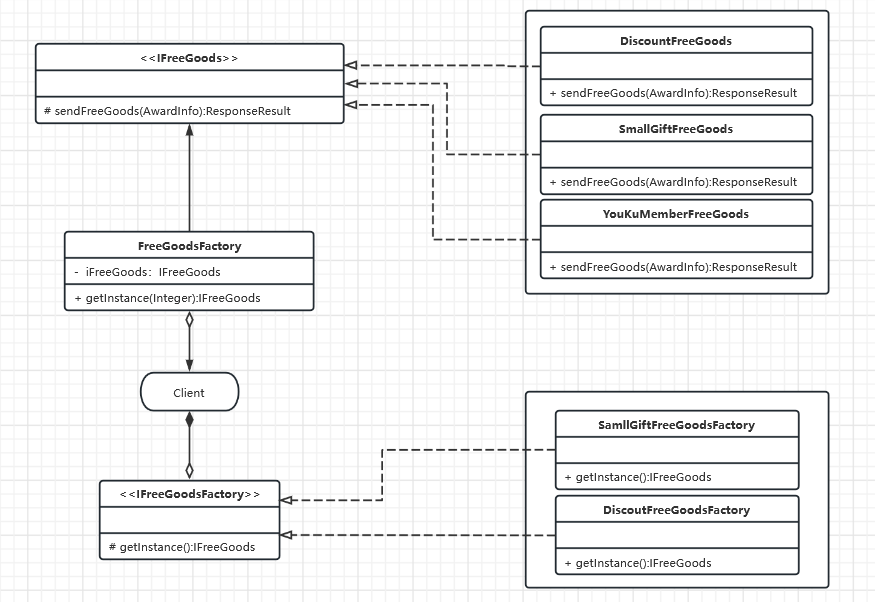 <<IFreeGoods>>
# sendFreeGoods(AwardInfo):ResponseResult
FreeGoodsFactory
- iFreeGoods: IFreeGoods
+ getInstance(Integer):IFreeGoods
Client
<<IFreeGoodsFactory>>
# getInstance():IFreeGoods
DiscountFreeGoods
+ sendFreeGoods(AwardInfo):ResponseResult
SmallGiftFreeGoods
+ sendFreeGoods(AwardInfo):ResponseResult
YouKuMemberFreeGoods
+ sendFreeGoods(AwardInfo):ResponseResult
SamllGiftFreeGoodsFactory
+ getInstance():IFreeGoods
DiscoutFreeGoodsFactory
+ getInstance():IFreeGoods